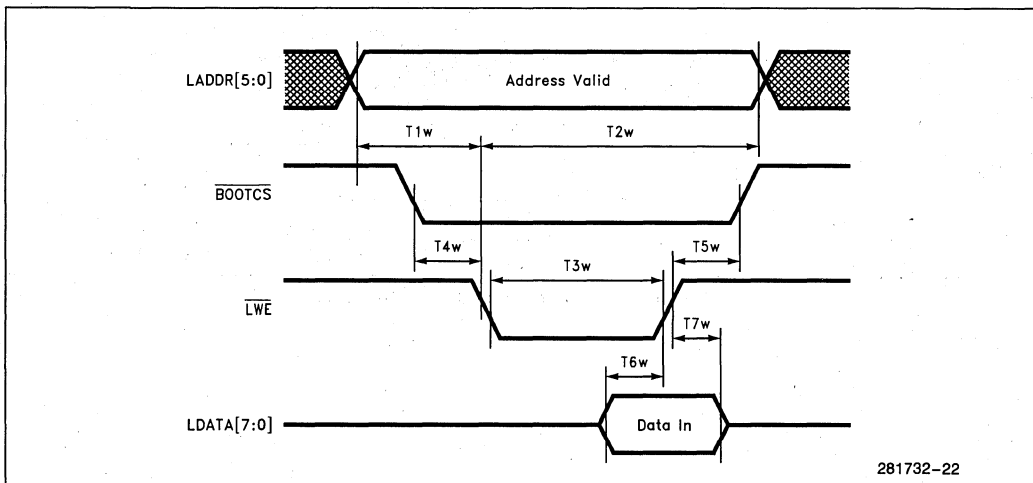 LADDR[5:0]
Address Valid
T1w
T2w
BOOTCS
T4w
T5w
T3w
LWE
T7w
T6w
LDATA[7:0]
Data In
281732-22